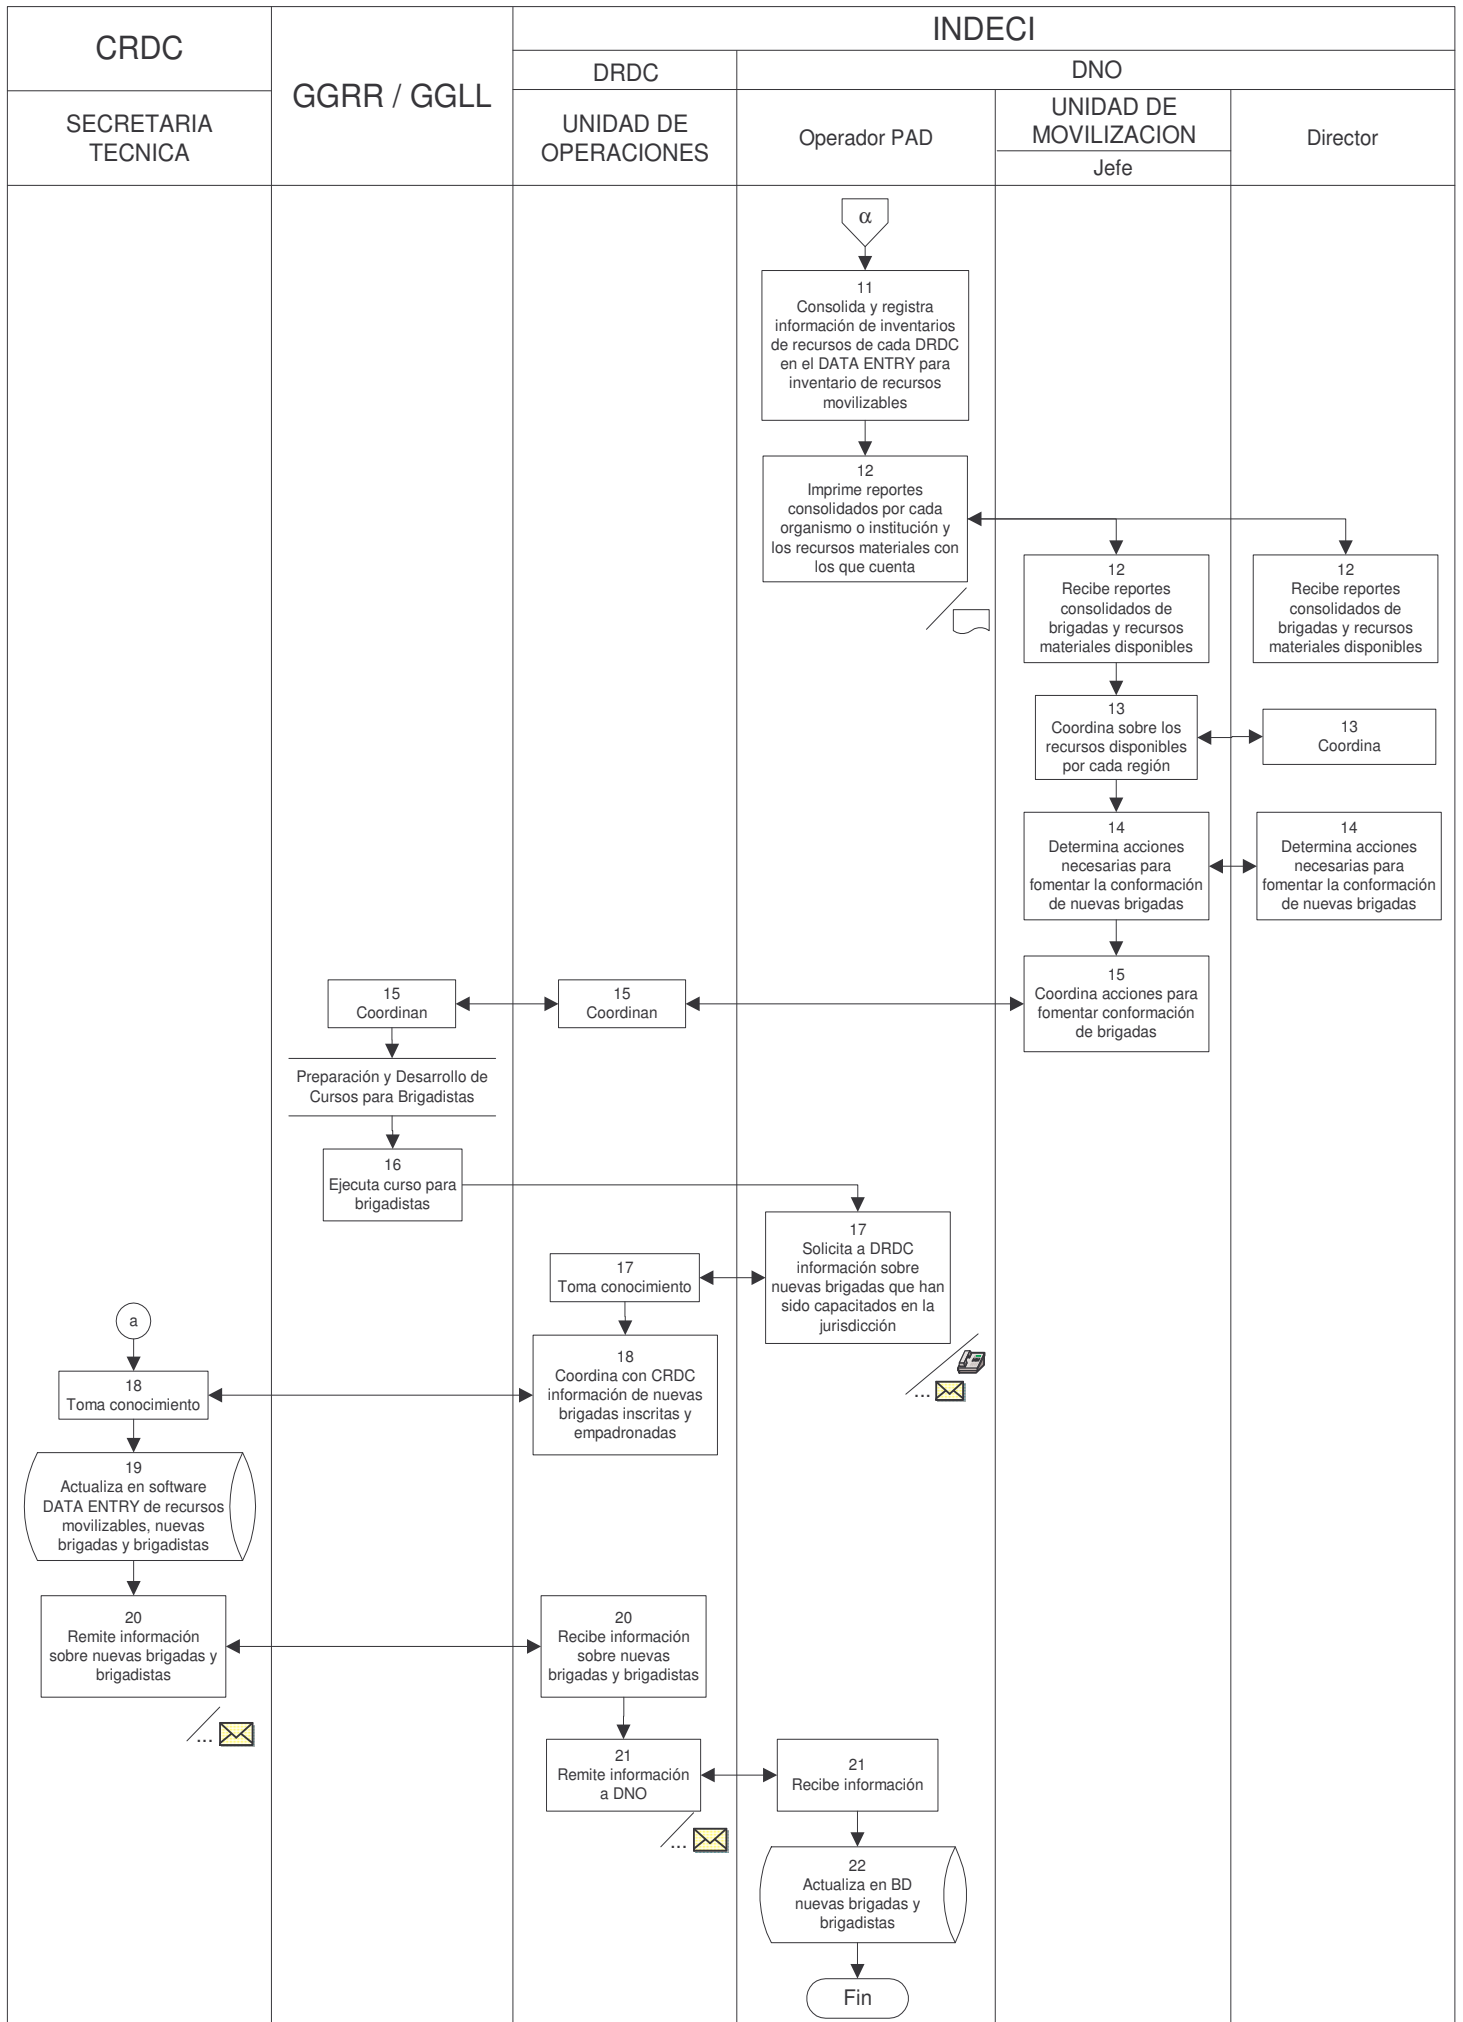 CRDC
SECRETARIA
TECNICA
GGRR / GGLL
INDECI
DRDC
UNIDAD DE
OPERACIONES
DNO
Operador PAD
UNIDAD DE
MOVILIZACION
Jefe
Director
α
11
Consolida y registra
información de inventarios
de recursos de cada DRDC
en el DATA ENTRY para
inventario de recursos
movilizables
12
Imprime reportes
consolidados por cada
organismo o institución y
los recursos materiales con
los que cuenta
12
Recibe reportes
consolidados de
brigadas y recursos
materiales disponibles
12
Recibe reportes
consolidados de
brigadas y recursos
materiales disponibles
13
Coordina sobre los
recursos disponibles
por cada región
13
Coordina
14
Determina acciones
necesarias para
fomentar la conformación
de nuevas brigadas
14
Determina acciones
necesarias para
fomentar la conformación
de nuevas brigadas
15
Coordinan
15
Coordinan
15
Coordina acciones para
fomentar conformación
de brigadas
Preparación y Desarrollo de
Cursos para Brigadistas
16
Ejecuta curso para
brigadistas
17
Solicita a DRDC
información sobre
nuevas brigadas que han
sido capacitados en la
jurisdicción
17
Toma conocimiento
...
a
18
Toma conocimiento
18
Coordina con CRDC
información de nuevas
brigadas inscritas y
empadronadas
19
Actualiza en software
DATA ENTRY de recursos
movilizables, nuevas
brigadas y brigadistas
20
Remite información
sobre nuevas brigadas y
brigadistas
...
20
Recibe información
sobre nuevas
brigadas y brigadistas
21
Remite información
a DNO
...
21
Recibe información
22
Actualiza en BD
nuevas brigadas y
brigadistas
Fin